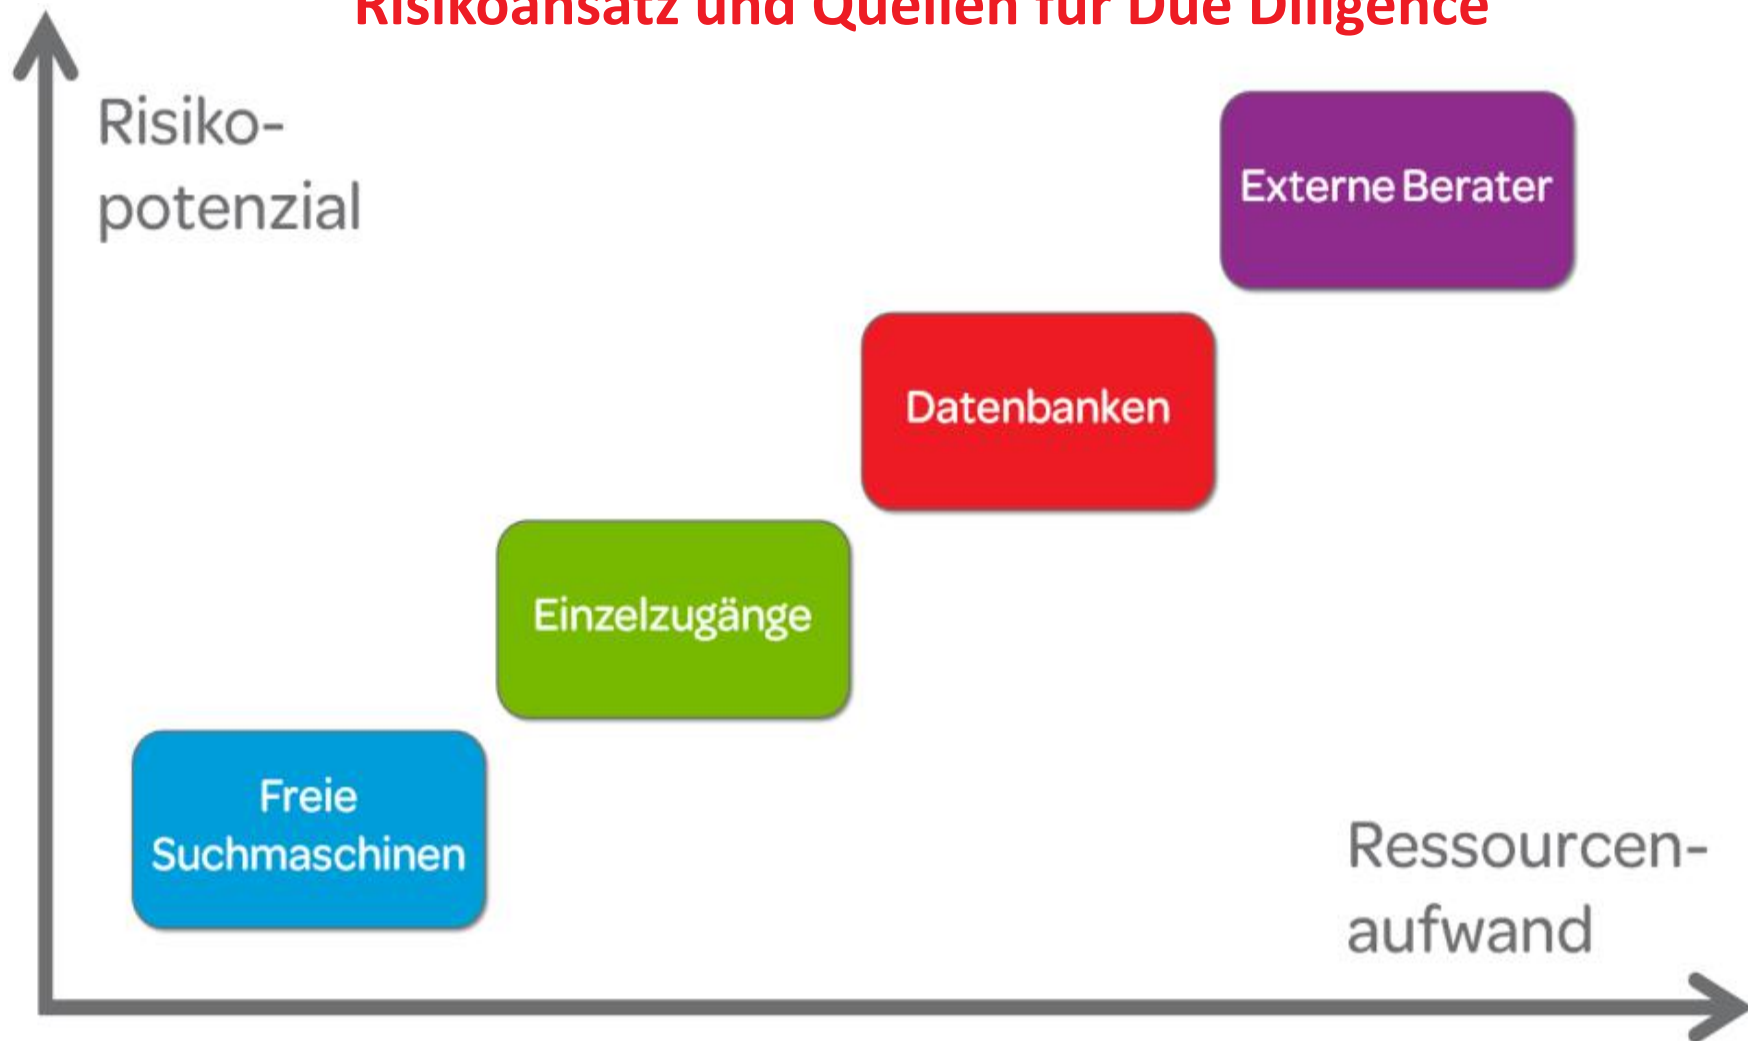 Risikoansatz und Quellen für Due Diligence
Risiko-
potenzial
Externe Berater
Datenbanken
Einzelzugänge
Freie
Suchmaschinen
Ressourcen-
aufwand